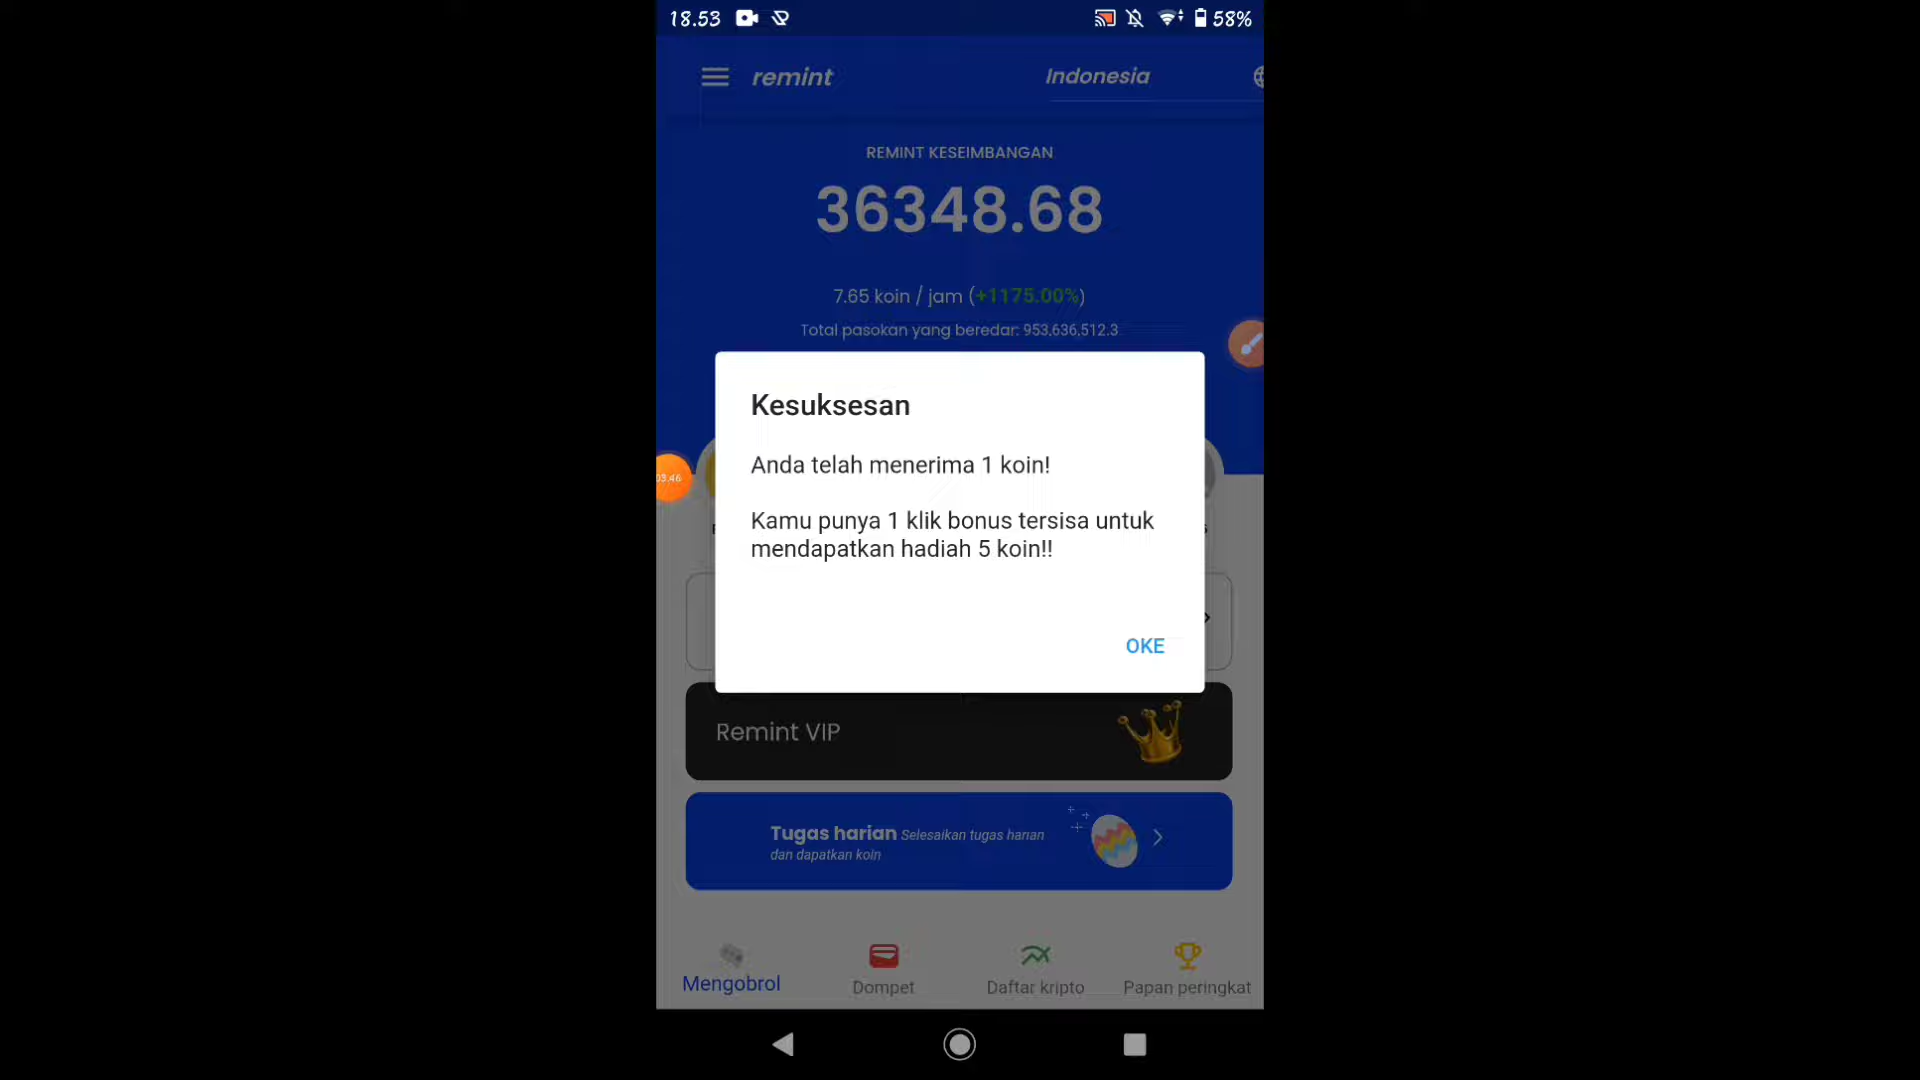 18.53
58%
remint
Indonesia
REMINT KESEIMBANGAN
36348.68
7.65 koin / jam (+1175.00%)
Total pasokan yang beredar: 953,636,512.3
Kesuksesan
Anda telah menerima 1 koin!
03:46
Kamu punya 1 klik bonus tersisa untuk
mendapatkan hadiah 5 koin!!
OKE
Remint VIP
Tugas harian Selesaikan tugas harian
dan dapatkan koin
Mengobrol
Dompet
Daftar kripto
Papan peringkat